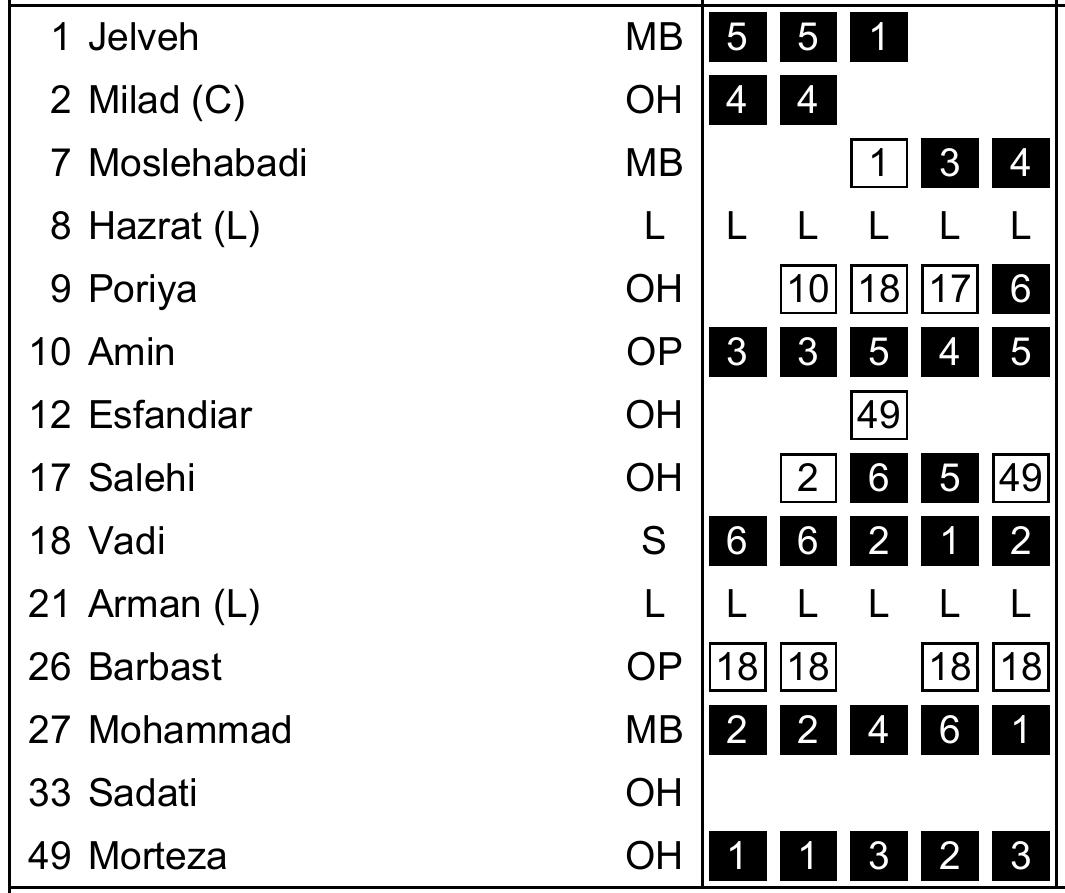 1 Jelveh MB 5 5 1
2 Milad (C) OH 4 4
7 Moslehabadi MB 1 3 4
8 Hazrat (L) L L L L L L
9 Poriya OH 10 18 17 6
10 Amin OP 3 3 5 4 5
12 Esfandiar OH 49
17 Salehi OH 2 6 5 49
18 Vadi S 6 6 2 1 2
21 Arman (L) L L L L L L
26 Barbast OP 18 18 18 18
27 Mohammad MB 2 2 4 6 1
33 Sadati OH
49 Morteza OH 1 1 3 2 3